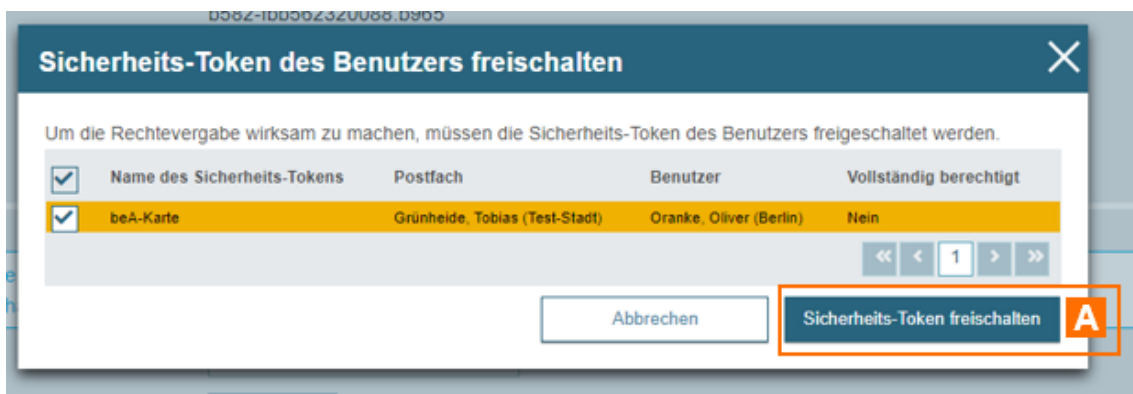 Sicherheits-Token des Benutzers freischalten
Um die Rechtevergabe wirksam zu machen, müssen die Sicherheits-Token des Benutzers freigeschaltet werden.
Name des Sicherheits-Tokens Postfach Benutzer Vollständig berechtigt
beA-Karte Grünheide, Tobias (Test-Stadt) Oranke, Oliver (Berlin) Nein
« < 1 > »
Abbrechen Sicherheits-Token freischalten A